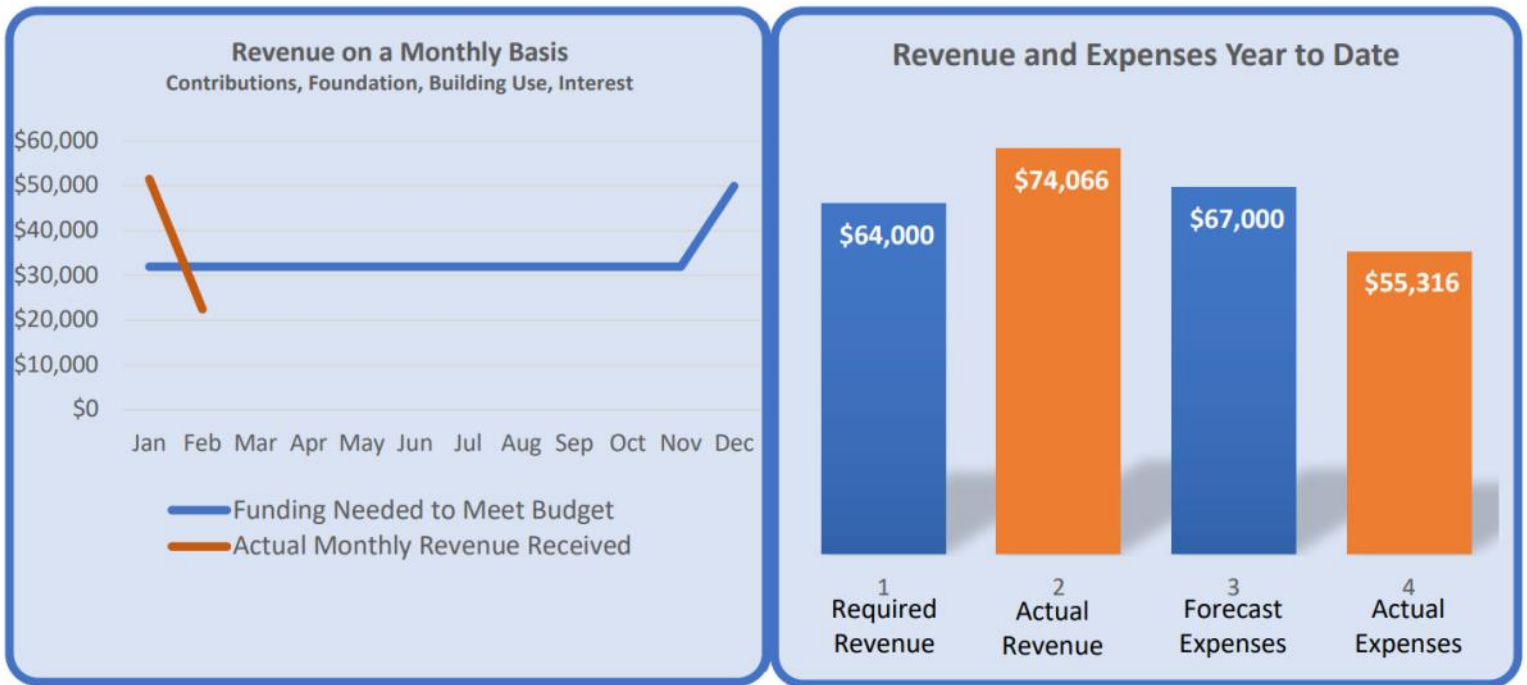 Revenue on a Monthly Basis
Contributions, Foundation, Building Use, Interest
$60,000
$50,000
$40,000
$30,000
$20,000
$10,000
$0
Jan Feb Mar Apr May Jun Jul Aug Sep Oct Nov Dec
Funding Needed to Meet Budget
Actual Monthly Revenue Received
Revenue and Expenses Year to Date
$64,000
$74,066
$67,000
$55,316
1 2 3 4
Required Actual Forecast Actual
Revenue Revenue Expenses Expenses